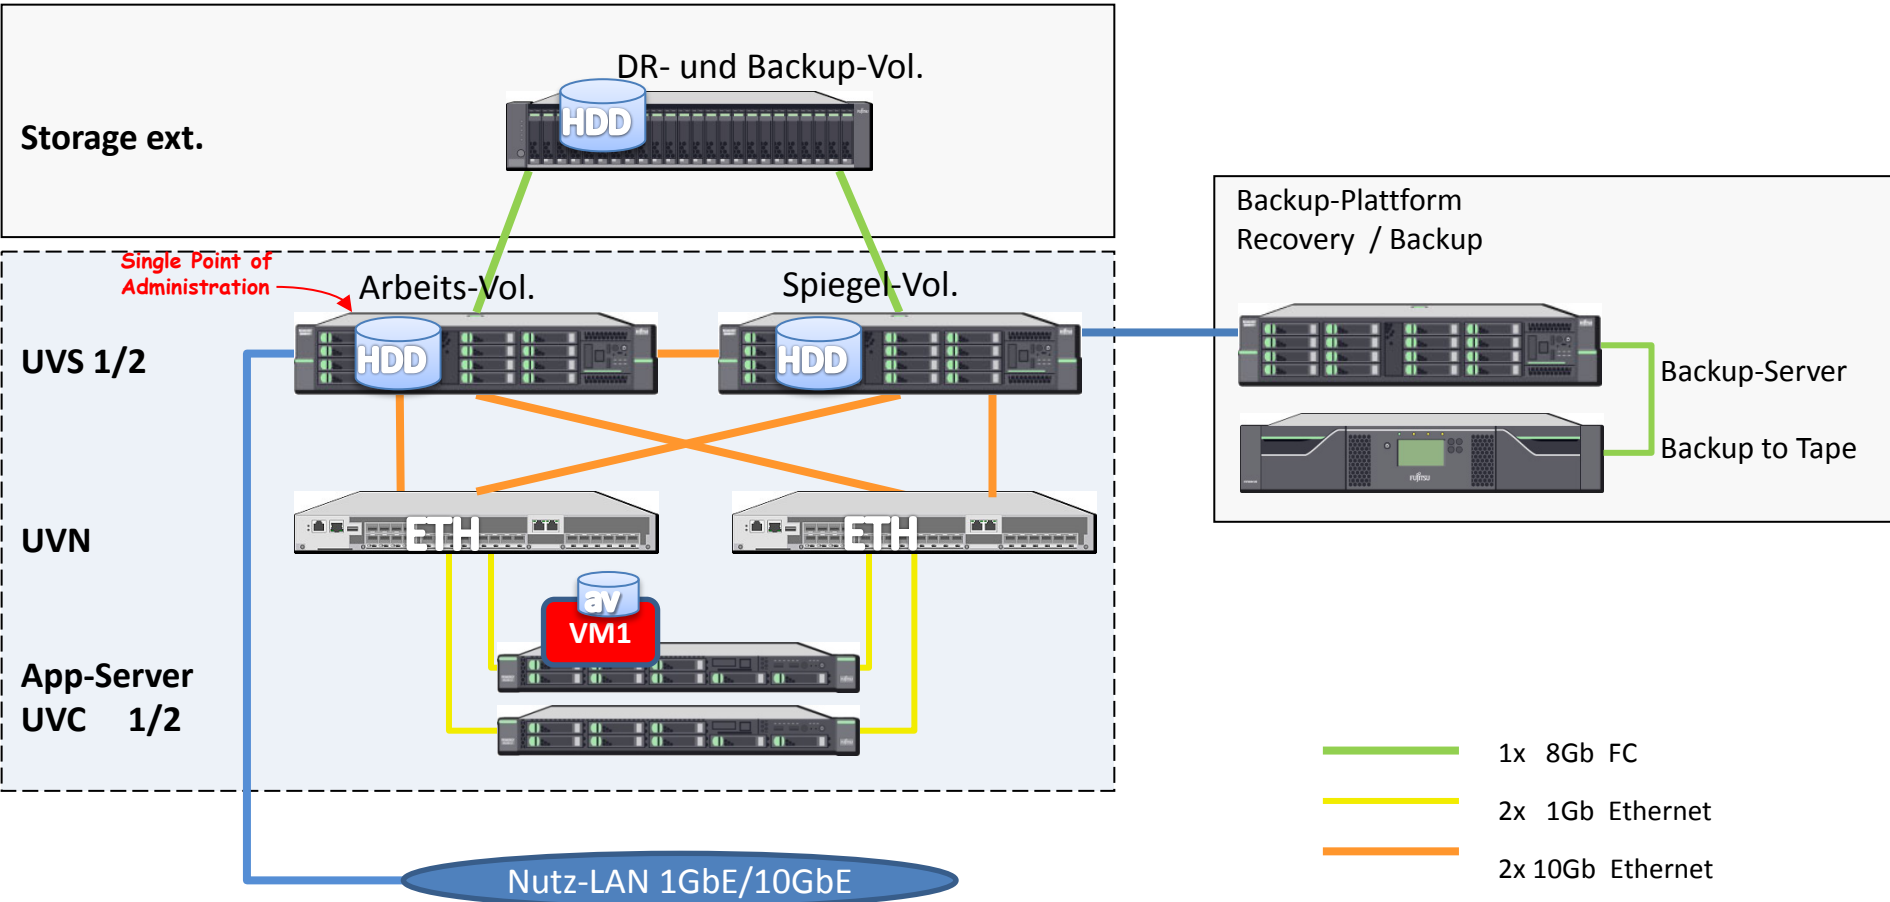 DR- und Backup-Vol.
HDD
Storage ext.
Backup-Plattform
Recovery / Backup
Single Point of
Administration
Arbeits-Vol.
Spiegel-Vol.
UVS 1/2
HDD
HDD
Backup-Server
Backup to Tape
FUJITSU
UVN
ETH
ETH
av
VM1
App-Server
UVC 1/2
1x 8Gb FC
2x 1Gb Ethernet
2x 10Gb Ethernet
Nutz-LAN 1GbE/10GbE